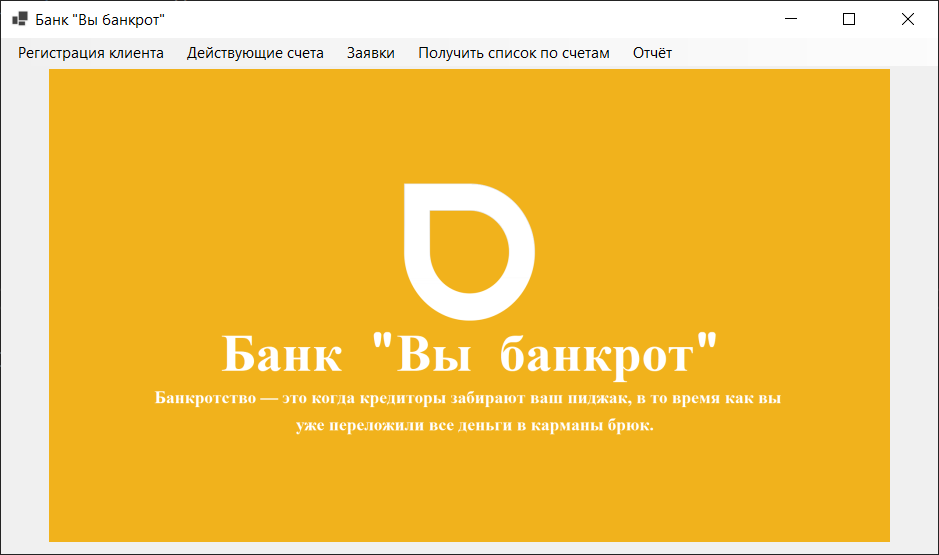 Банк "Вы банкрот"
Регистрация клиента Действующие счета Заявки Получить список по счетам Отчёт
Банк "Вы банкрот"
Банкротство — это когда кредиторы забирают ваш пиджак, в то время как вы
уже переложили все деньги в карманы брюк.